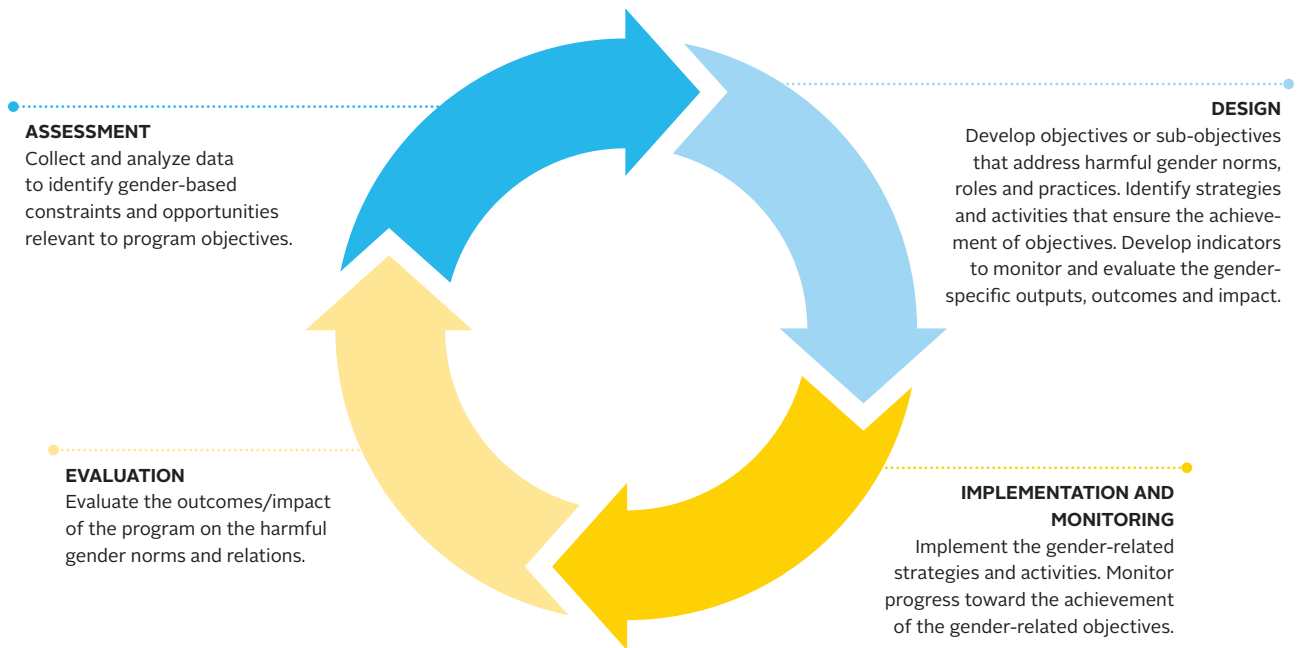 ASSESSMENT
Collect and analyze data
to identify gender-based
constraints and opportunities
relevant to program objectives.
DESIGN
Develop objectives or sub-objectives
that address harmful gender norms,
roles and practices. Identify strategies
and activities that ensure the achieve-
ment of objectives. Develop indicators
to monitor and evaluate the gender-
specific outputs, outcomes and impact.
EVALUATION
Evaluate the outcomes/impact
of the program on the harmful
gender norms and relations.
IMPLEMENTATION AND
MONITORING
Implement the gender-related
strategies and activities. Monitor
progress toward the achievement
of the gender-related objectives.